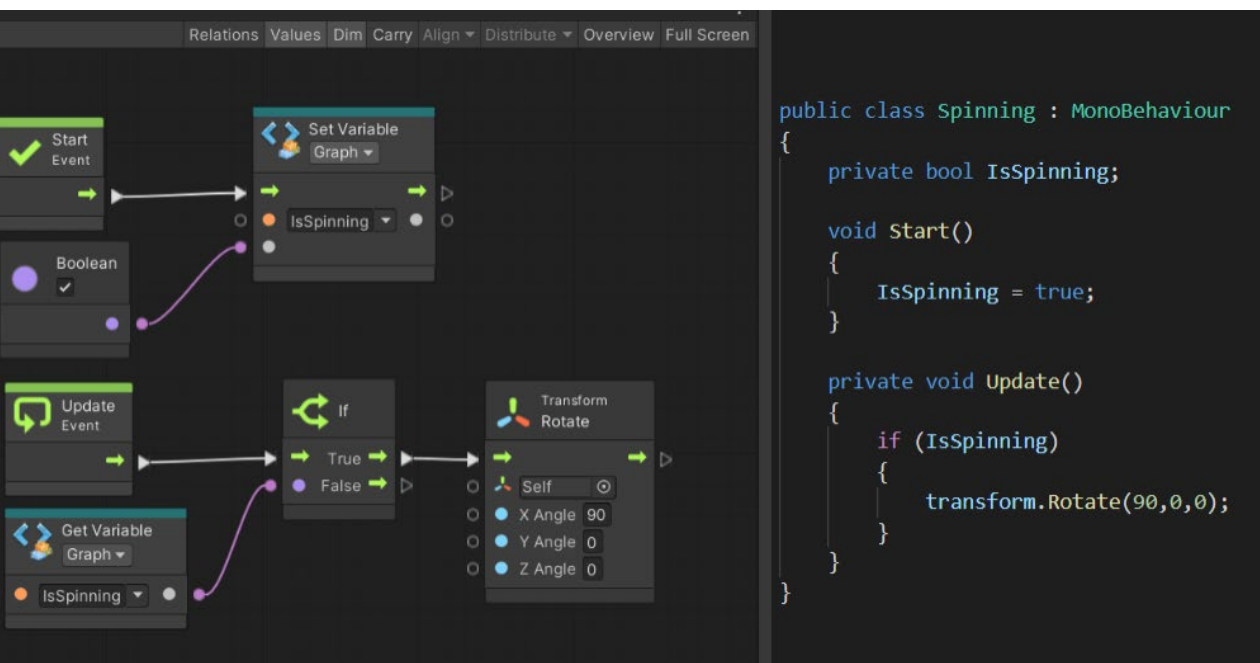 Relations Values Dim Carry Align Distribute Overview Full Screen
Start
Event
Set Variable
Graph
IsSpinning
Boolean
Update
Event
If
True
False
Transform
Rotate
Self
X Angle 90
Y Angle 0
Z Angle 0
Get Variable
Graph
IsSpinning
public class Spinning : MonoBehaviour
{
private bool IsSpinning;
void Start()
{
IsSpinning = true;
}
private void Update()
{
if (IsSpinning)
{
transform.Rotate(90,0,0);
}
}
}